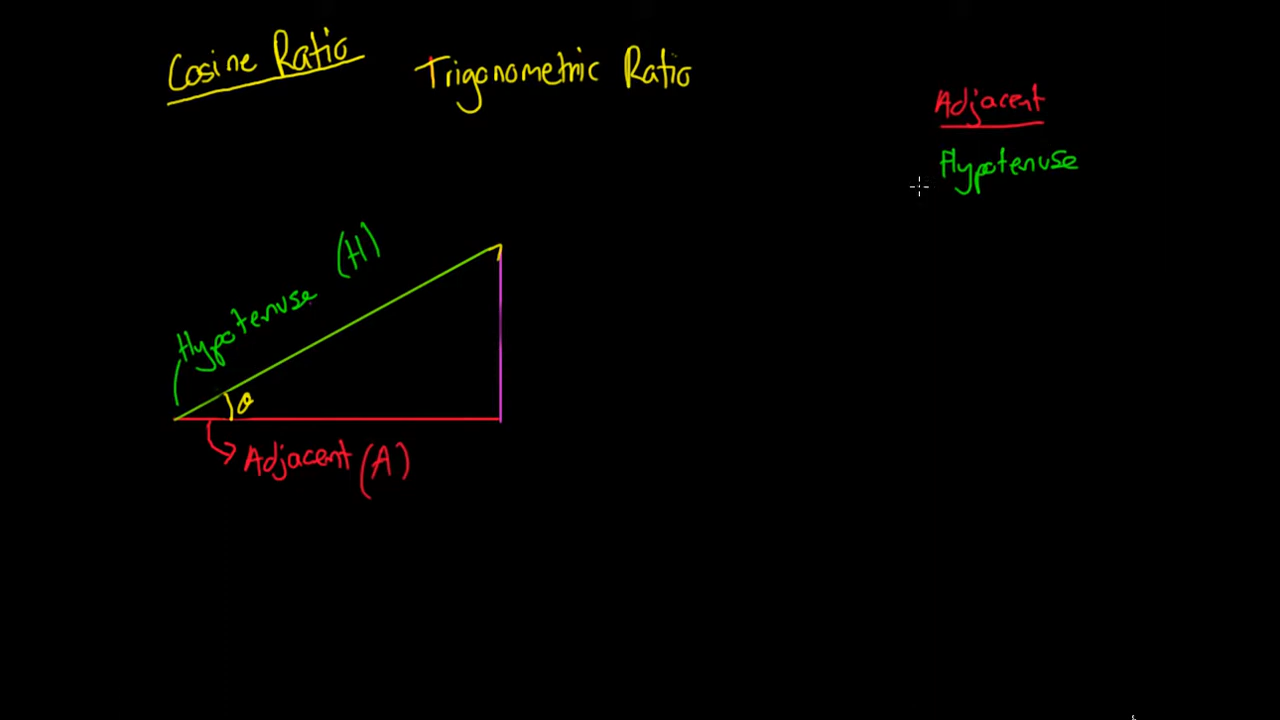 Cosine Ratio
Trigonometric Ratio
Adjacent
Hypotenuse
Hypotenuse (H)
θ
Adjacent (A)